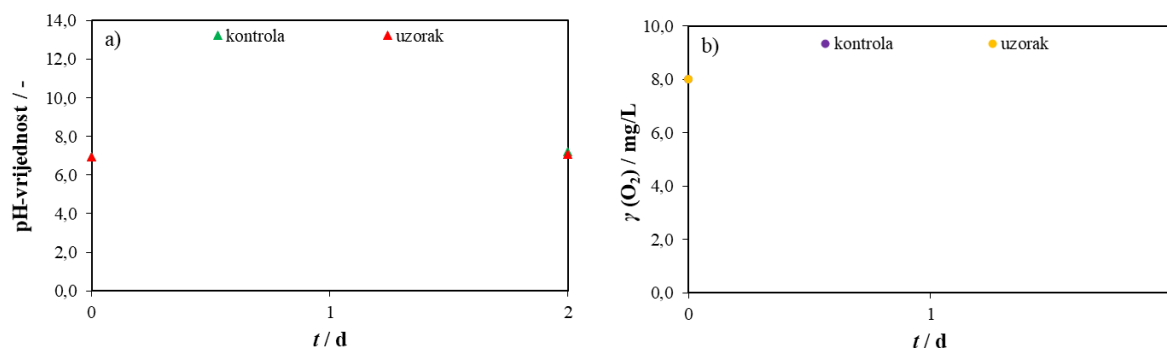 a)
kontrola
uzorak
pH-vrijednost / -
14,0
12,0
10,0
8,0
6,0
4,0
2,0
0,0
0
1
2
t / d
b)
kontrola
uzorak
γ (O₂) / mg/L
10,0
8,0
6,0
4,0
2,0
0,0
0
1
t / d